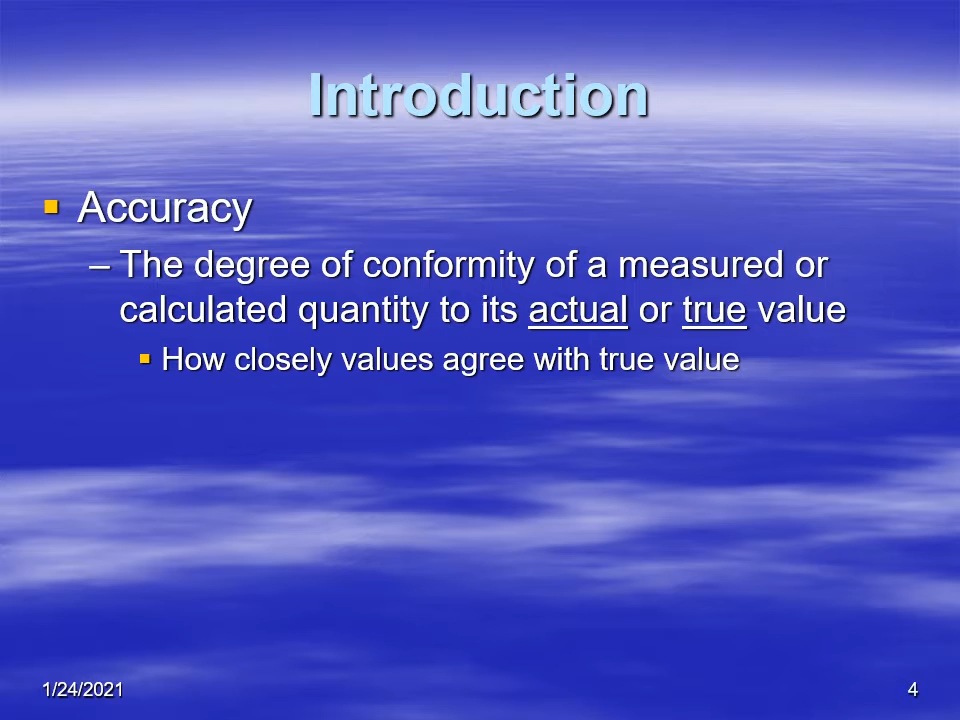 Introduction
▪ Accuracy
– The degree of conformity of a measured or
calculated quantity to its actual or true value
▪ How closely values agree with true value
1/24/2021
4